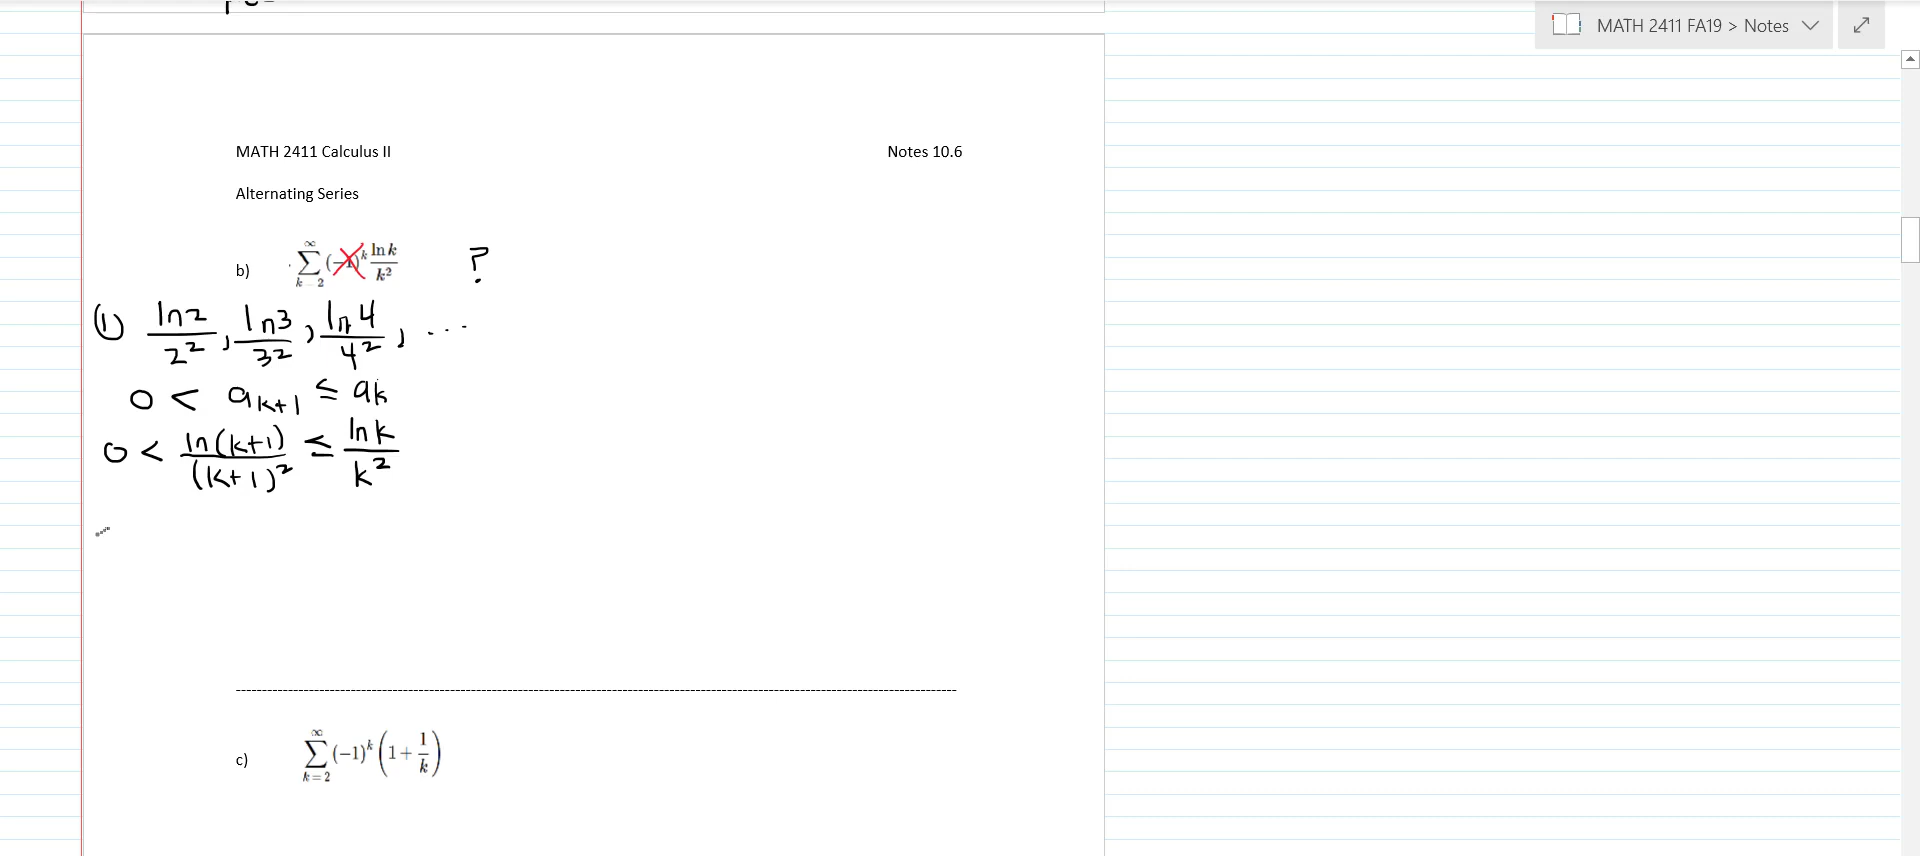 MATH 2411 FA19 > Notes
MATH 2411 Calculus II Notes 10.6
Alternating Series
b) ∞ Σ k=2 (-1)^k ln k / k² ?
① ln2/2², ln3/3², ln4/4², ...
0 < a_{k+1} ≤ a_k
0 < ln(k+1)/(k+1)² ≤ ln k/k²
c) ∞ Σ k=2 (-1)^k (1 + 1/k)